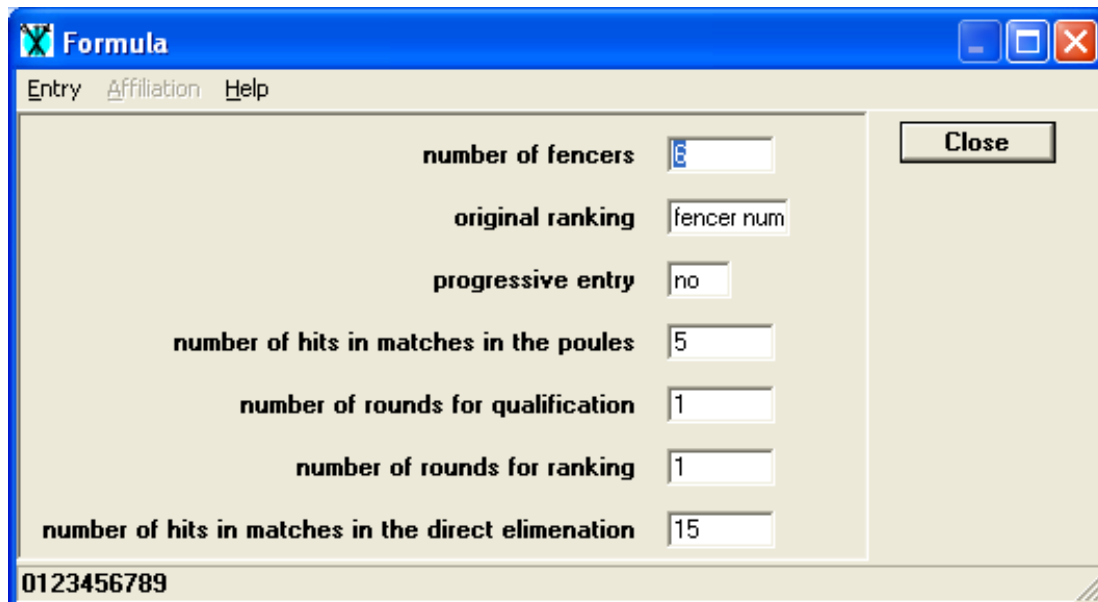 Formula
Entry Affiliation Help
number of fencers 6
Close
original ranking fencer num
progressive entry no
number of hits in matches in the poules 5
number of rounds for qualification 1
number of rounds for ranking 1
number of hits in matches in the direct elimenation 15
0123456789